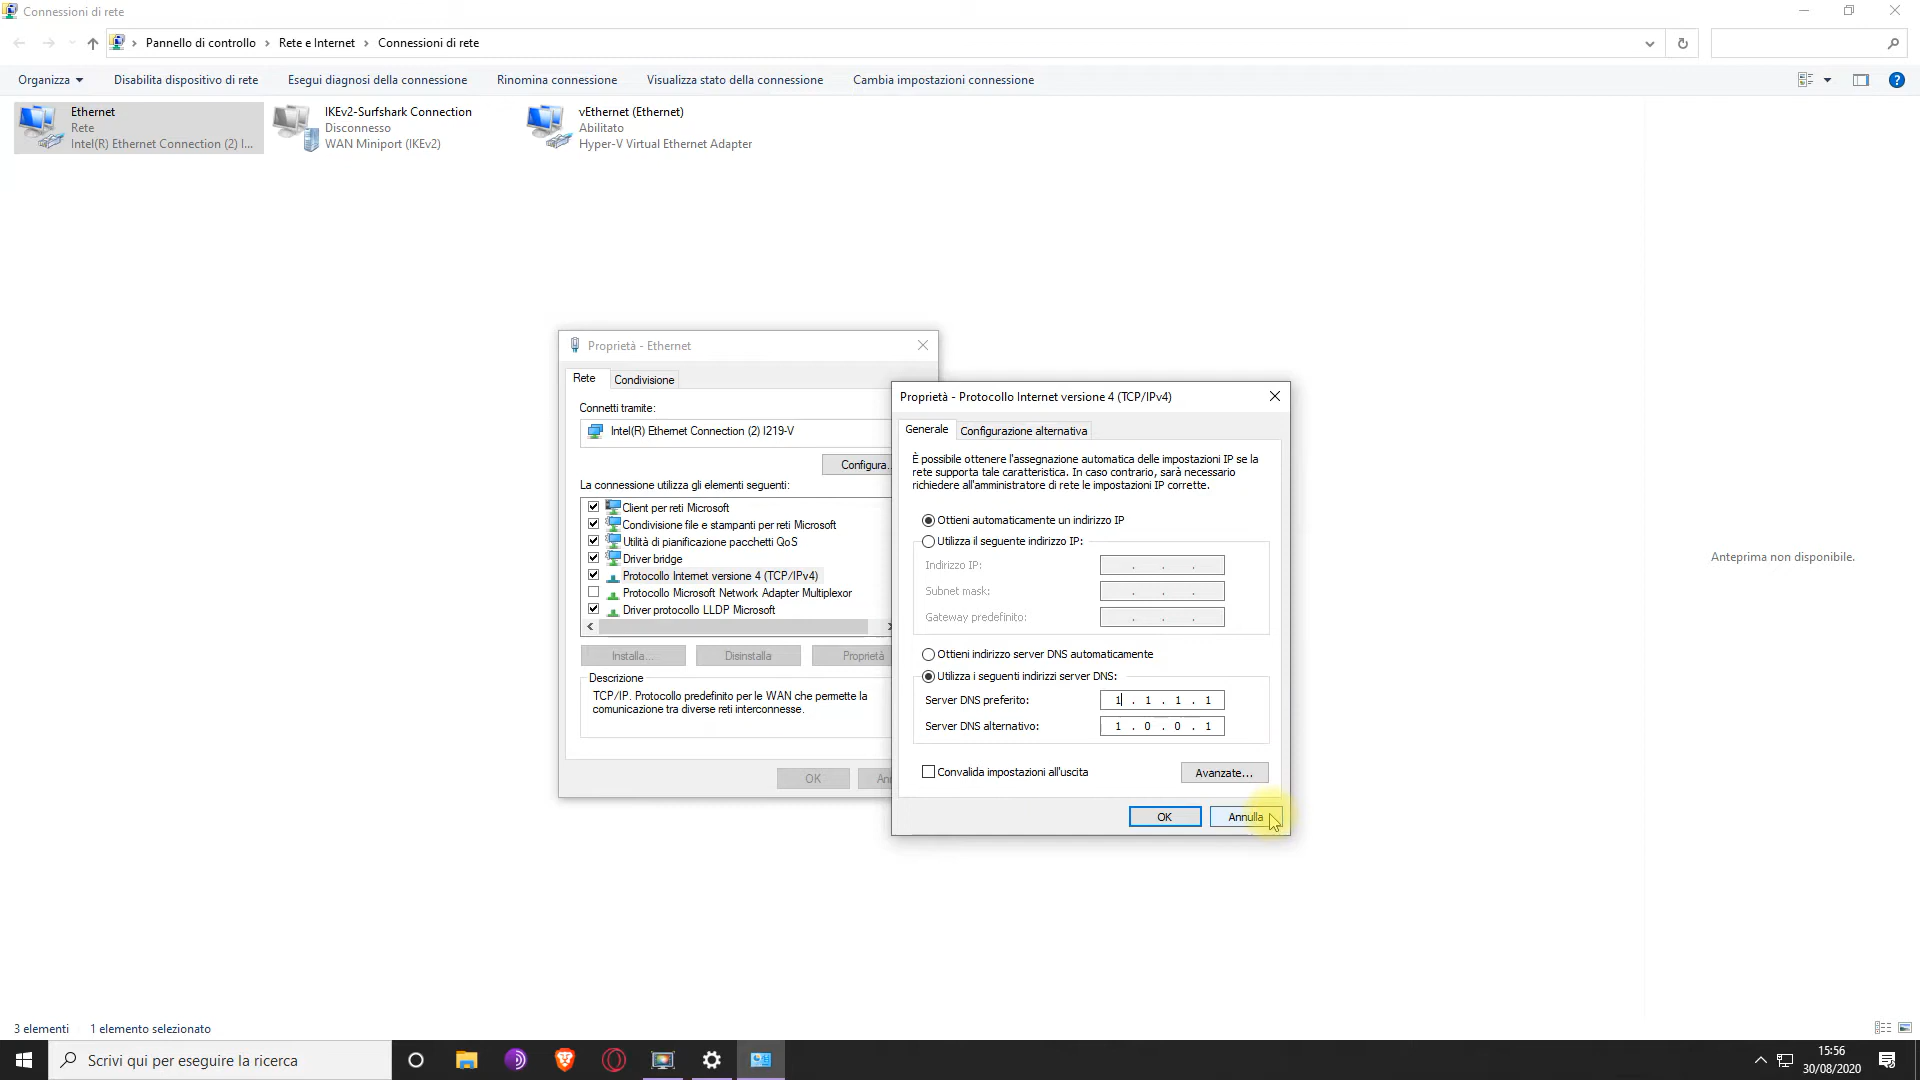 Connessioni di rete
Pannello di controllo
Rete e Internet
Connessioni di rete
Organizza
Disabilita dispositivo di rete
Esegui diagnosi della connessione
Rinomina connessione
Visualizza stato della connessione
Cambia impostazioni connessione
Ethernet
Rete
Intel(R) Ethernet Connection (2) I...
IKEv2-Surfshark Connection
Disconnesso
WAN Miniport (IKEv2)
vEthernet (Ethernet)
Abilitato
Hyper-V Virtual Ethernet Adapter
Anteprima non disponibile.
Proprietà - Ethernet
Rete
Condivisione
Connetti tramite:
Intel(R) Ethernet Connection (2) I219-V
Configura..
La connessione utilizza gli elementi seguenti:
Client per reti Microsoft
Condivisione file e stampanti per reti Microsoft
Utilità di pianificazione pacchetti QoS
Driver bridge
Protocollo Internet versione 4 (TCP/IPv4)
Protocollo Microsoft Network Adapter Multiplexor
Driver protocollo LLDP Microsoft
Installa...
Disinstalla
Proprietà
Descrizione
TCP/IP. Protocollo predefinito per le WAN che permette la
comunicazione tra diverse reti interconnesse.
OK
An
Proprietà - Protocollo Internet versione 4 (TCP/IPv4)
Generale
Configurazione alternativa
È possibile ottenere l'assegnazione automatica delle impostazioni IP se la
rete supporta tale caratteristica. In caso contrario, sarà necessario
richiedere all'amministratore di rete le impostazioni IP corrette.
Ottieni automaticamente un indirizzo IP
Utilizza il seguente indirizzo IP:
Indirizzo IP:
. . .
Subnet mask:
. . .
Gateway predefinito:
. . .
Ottieni indirizzo server DNS automaticamente
Utilizza i seguenti indirizzi server DNS:
Server DNS preferito:
1 . 1 . 1 . 1
Server DNS alternativo:
1 . 0 . 0 . 1
Convalida impostazioni all'uscita
Avanzate...
OK
Annulla
3 elementi
1 elemento selezionato
Scrivi qui per eseguire la ricerca
15:56
30/08/2020